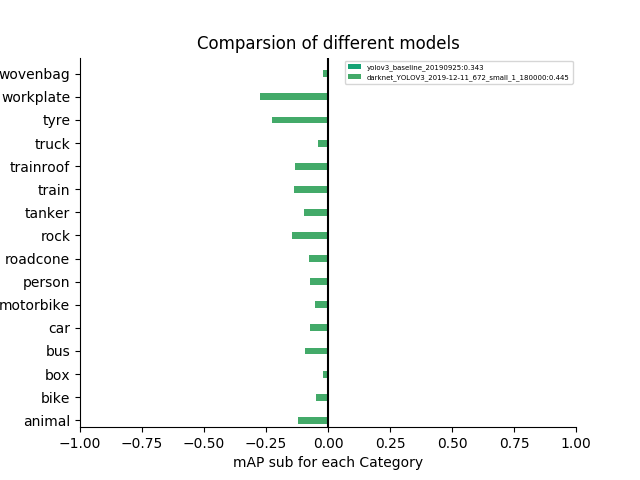 Comparsion of different models
yolov3_baseline_20190925:0.343
darknet_YOLOV3_2019-12-11_672_small_1_180000:0.445
wovenbag
workplate
tyre
truck
trainroof
train
tanker
rock
roadcone
person
motorbike
car
bus
box
bike
animal
−1.00 −0.75 −0.50 −0.25 0.00 0.25 0.50 0.75 1.00
mAP sub for each Category